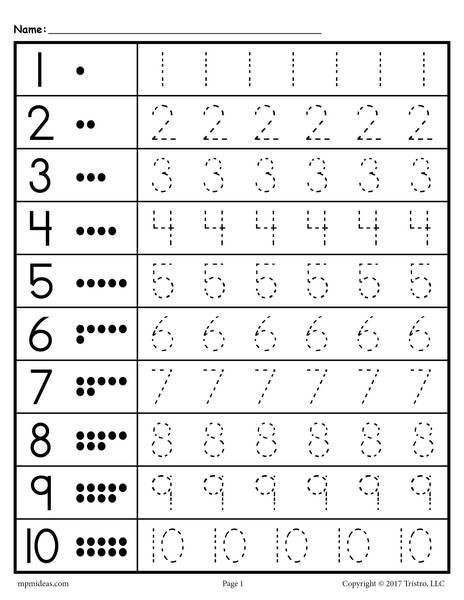 Name:
1 1 1 1 1 1 1 1
2 2 2 2 2 2 2
3 3 3 3 3 3 3
4 4 4 4 4 4 4
5 5 5 5 5 5 5
6 6 6 6 6 6 6
7 7 7 7 7 7 7
8 8 8 8 8 8 8
9 9 9 9 9 9 9
10 10 10 10 10 10
mpmideas.com Page 1 Copyright © 2017 Tristro, LLC